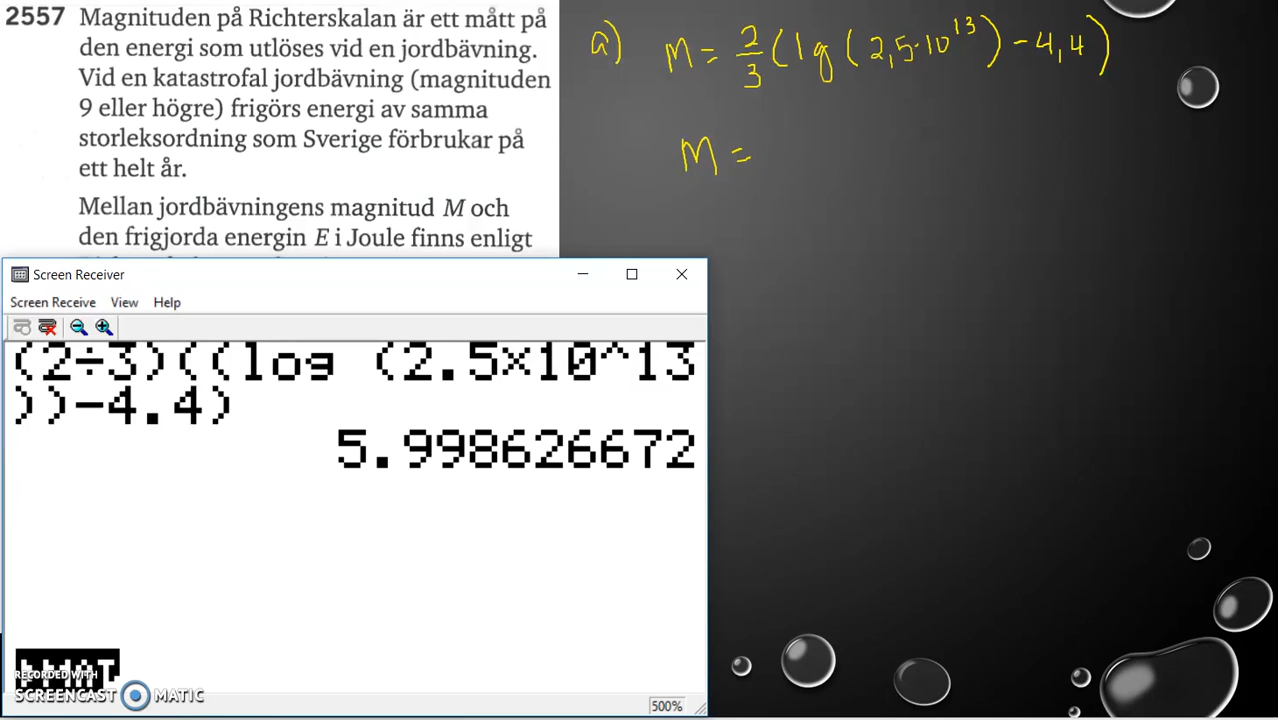 2557 Magnituden på Richterskalan är ett mått på
den energi som utlöses vid en jordbävning.
Vid en katastrofal jordbävning (magnituden
9 eller högre) frigörs energi av samma
storleksordning som Sverige förbrukar på
ett helt år.
Mellan jordbävningens magnitud M och
den frigjorda energin E i Joule finns enligt
a) M = 2/3 (lg (2,5·10^13) - 4,4)
M =
Screen Receiver
Screen Receive View Help
(2÷3)((log (2.5×10^13
))-4.4)
5.998626672
RECORDED WITH
SCREENCAST MATIC
500%